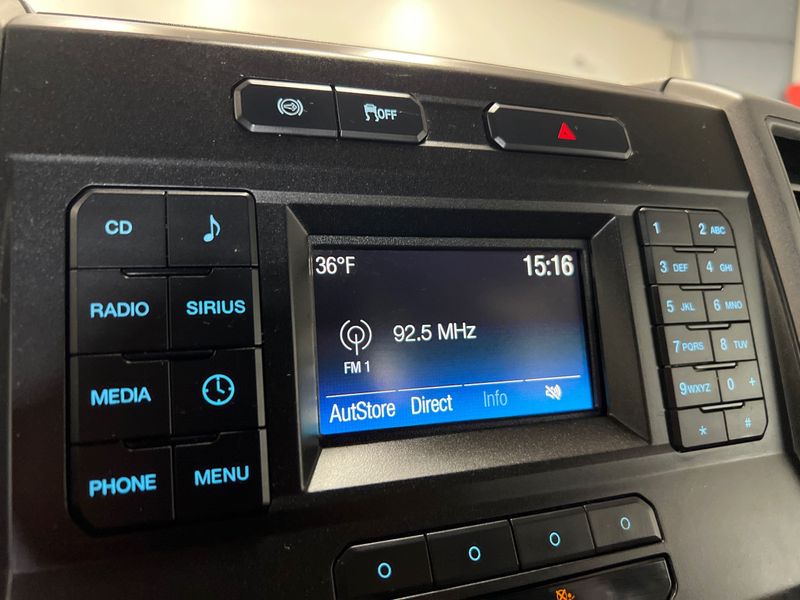 OFF
CD
RADIO SIRIUS
MEDIA
PHONE MENU
36°F 15:16
92.5 MHz
FM 1
AutStore Direct Info
1 2 ABC
3 DEF 4 GHI
5 JKL 6 MNO
7 PQRS 8 TUV
9 WXYZ 0 +
* #